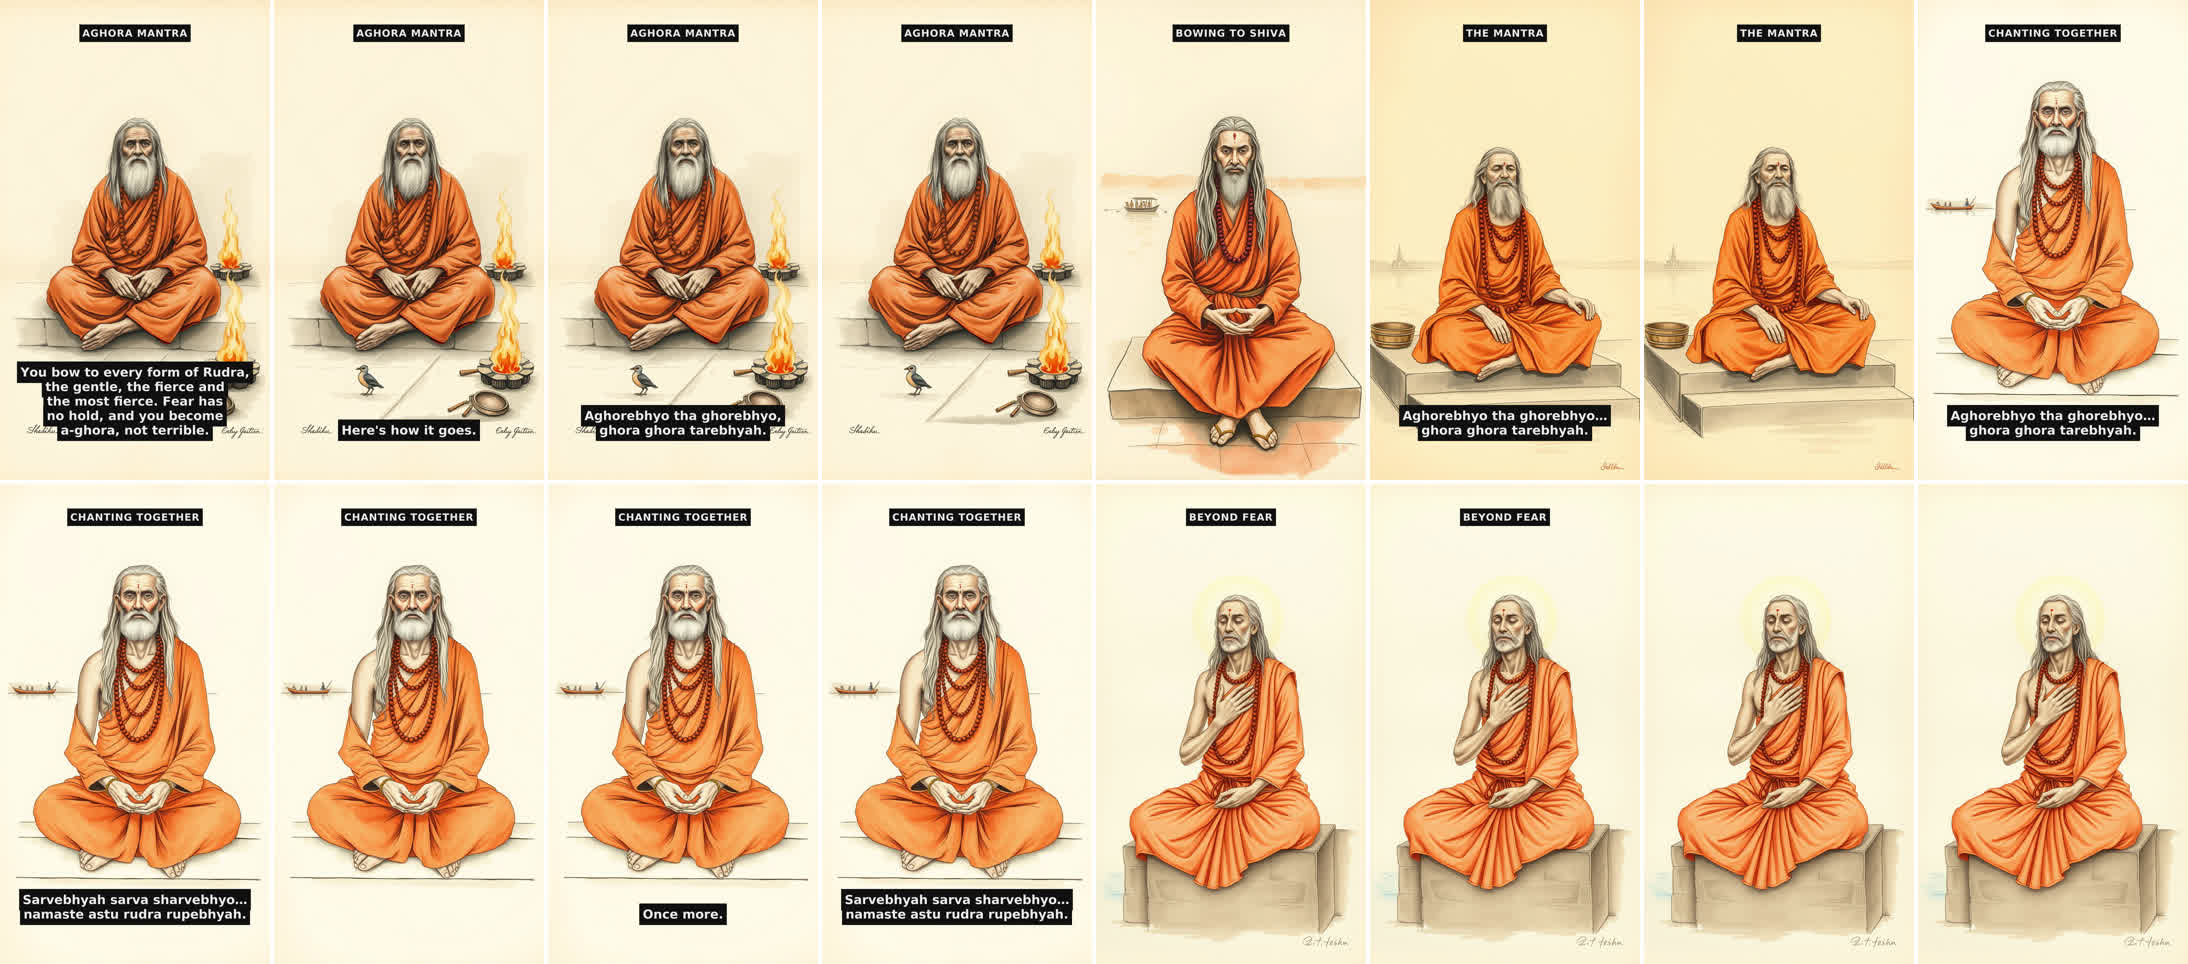 AGHORA MANTRA
You bow to every form of Rudra,
the gentle, the fierce and
the most fierce. Fear has
no hold, and you become
a-ghora, not terrible.
AGHORA MANTRA
Here's how it goes.
AGHORA MANTRA
Aghorebhyo tha ghorebhyo,
ghora ghora tarebhyah.
AGHORA MANTRA
BOWING TO SHIVA
THE MANTRA
Aghorebhyo tha ghorebhyo...
ghora ghora tarebhyah.
THE MANTRA
CHANTING TOGETHER
Aghorebhyo tha ghorebhyo...
ghora ghora tarebhyah.
CHANTING TOGETHER
Sarvebhyah sarva sharvebhyo...
namaste astu rudra rupebhyah.
CHANTING TOGETHER
CHANTING TOGETHER
Once more.
CHANTING TOGETHER
Sarvebhyah sarva sharvebhyo...
namaste astu rudra rupebhyah.
BEYOND FEAR
BEYOND FEAR